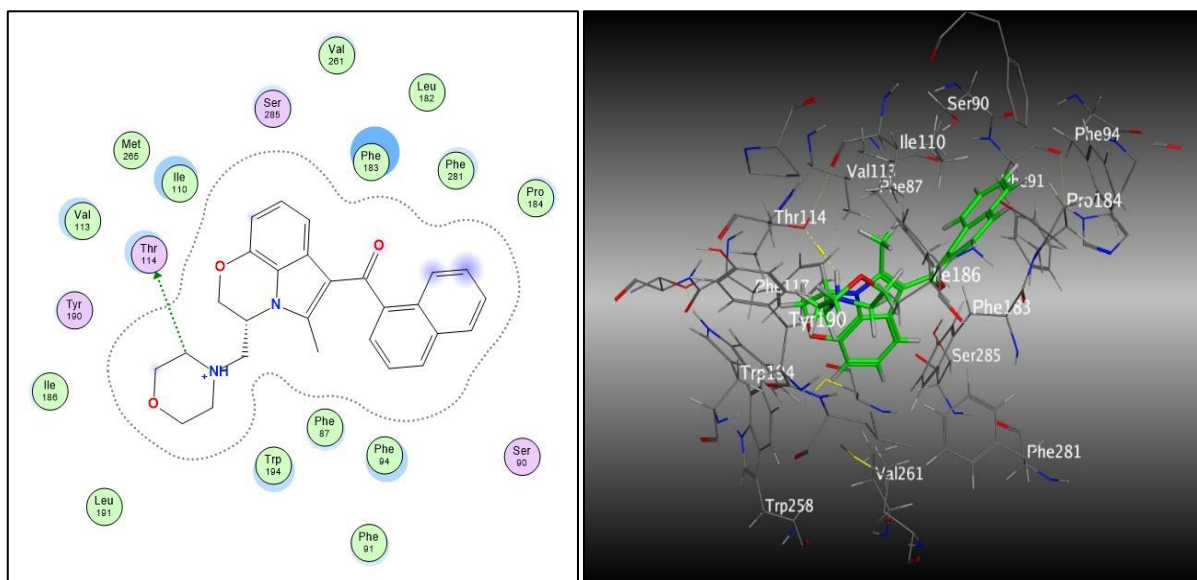 Val
261
Leu
182
Ser
285
Met
265
Phe
183
Phe
281
Ile
110
Pro
184
Val
113
Thr
114
O
O
Tyr
190
N
Ile
186
+NH
O
Phe
87
Phe
94
Trp
194
Ser
90
Leu
191
Phe
91
Ser90
Phe94
Ile110
Val113
Phe87
Pro184
Thr114
Phe183
Tyr190
Ser285
Phe281
Val261
Trp258